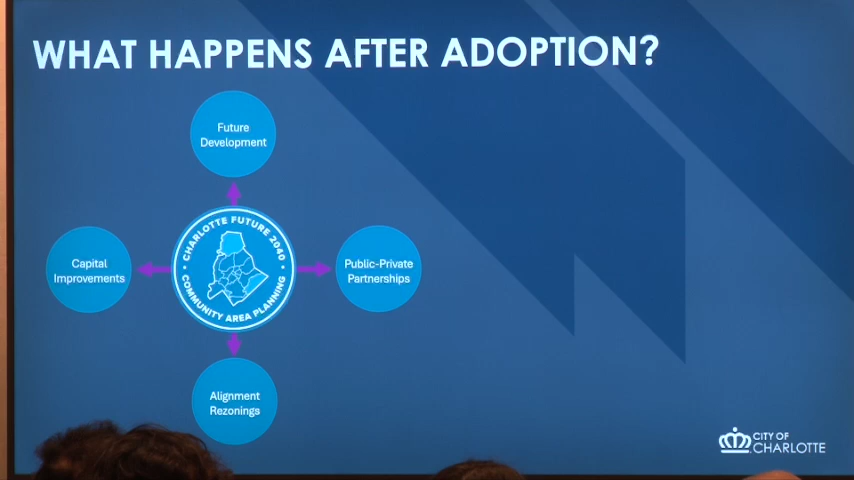 WHAT HAPPENS AFTER ADOPTION?
Future
Development
CHARLOTTE FUTURE 2040
COMMUNITY AREA PLANNING
Capital
Improvements
Public-Private
Partnerships
Alignment
Rezonings
CITY OF
CHARLOTTE